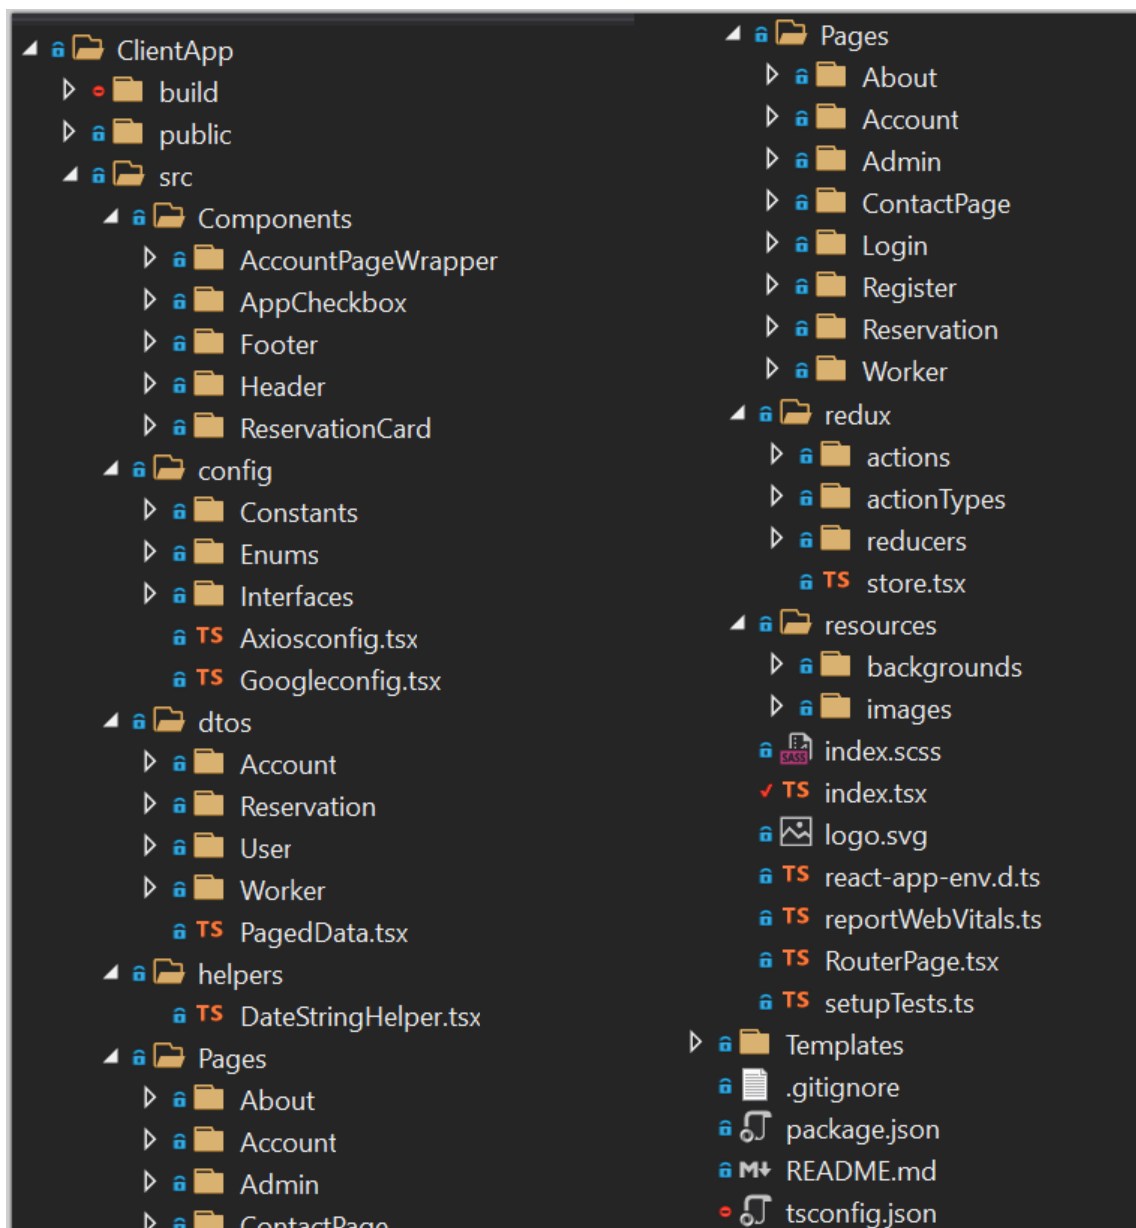 ClientApp
build
public
src
Components
AccountPageWrapper
AppCheckbox
Footer
Header
ReservationCard
config
Constants
Enums
Interfaces
TS Axiosconfig.tsx
TS Googleconfig.tsx
dtos
Account
Reservation
User
Worker
TS PagedData.tsx
helpers
TS DateStringHelper.tsx
Pages
About
Account
Admin
ContactPage
Pages
About
Account
Admin
ContactPage
Login
Register
Reservation
Worker
redux
actions
actionTypes
reducers
TS store.tsx
resources
backgrounds
images
SASS index.scss
TS index.tsx
logo.svg
TS react-app-env.d.ts
TS reportWebVitals.ts
TS RouterPage.tsx
TS setupTests.ts
Templates
.gitignore
package.json
M README.md
tsconfig.json